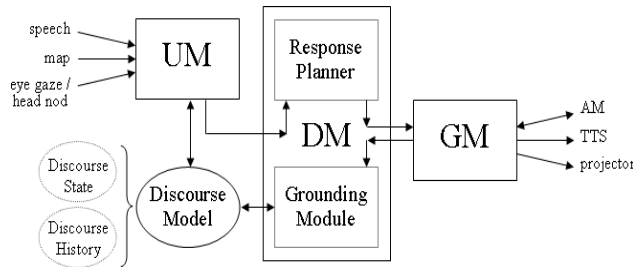 speech
map
eye gaze /
head nod
UM
Response
Planner
DM
GM
AM
TTS
projector
Discourse
State
Discourse
History
Discourse
Model
Grounding
Module